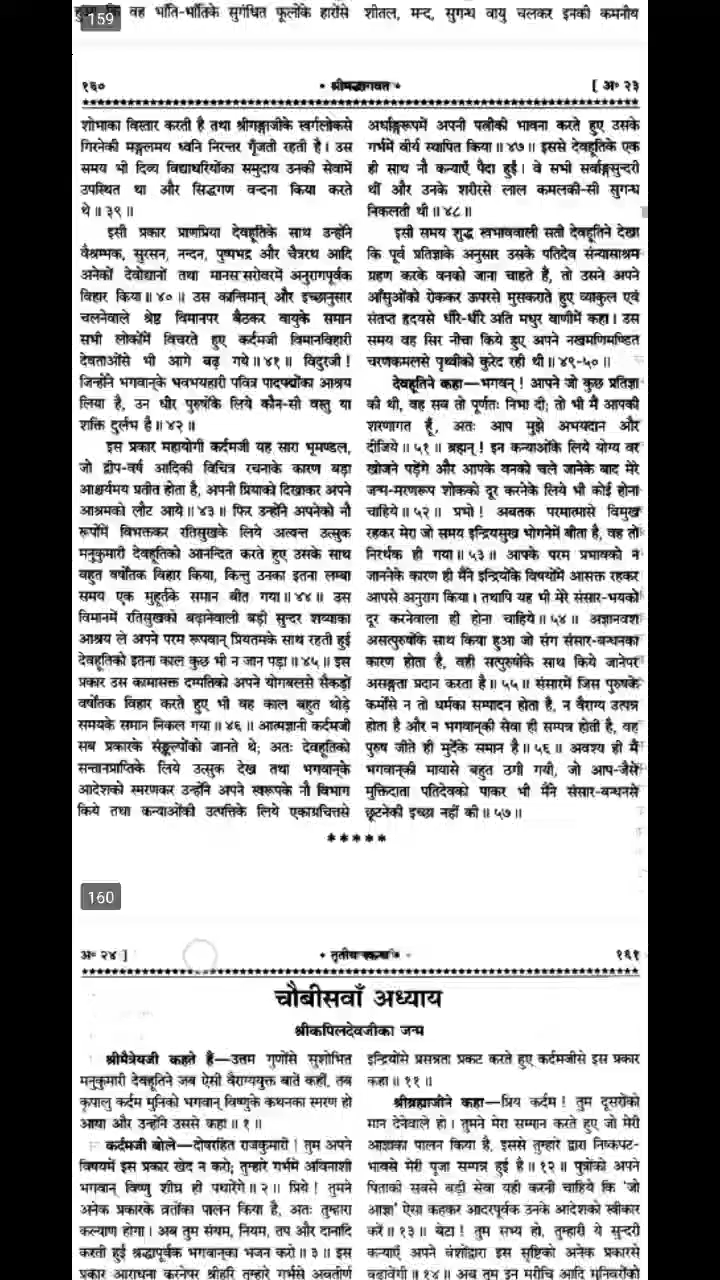 159
कि वह भाँति-भाँतिके सुगंधित फूलोंके हारोंसे
शीतल, मन्द, सुगन्ध वायु चलकर इनकी कमनीय
१६०
* श्रीमद्भागवत *
[ अ० २३
शोभाका विस्तार करती है तथा श्रीगङ्गाजीके स्वर्गलोकसे
गिरनेकी मङ्गलमय ध्वनि निरन्तर गूँजती रहती है। उस
समय भी दिव्य विद्याधरियोंका समुदाय उनकी सेवामें
उपस्थित था और सिद्धगण वन्दना किया करते
थे॥ ३९॥
इसी प्रकार प्राणप्रिया देवहूतिके साथ उन्होंने
वैश्रम्भक, सुरसन, नन्दन, पुष्पभद्र और चैत्ररथ आदि
अनेकों देवोद्यानों तथा मानस सरोवरमें अनुरागपूर्वक
विहार किया॥ ४०॥ उस कान्तिमान् और इच्छानुसार
चलनेवाले श्रेष्ठ विमानपर बैठकर वायुके समान
सभी लोकोंमें विचरते हुए कर्दमजी विमानविहारी
देवताओंसे भी आगे बढ़ गये॥ ४१॥ विदुरजी!
जिन्होंने भगवान्‌के भवभयहारी पवित्र पादपद्मोंका आश्रय
लिया है, उन धीर पुरुषोंके लिये कौन-सी वस्तु या
शक्ति दुर्लभ है॥ ४२॥
इस प्रकार महायोगी कर्दमजी यह सारा भूमण्डल,
जो द्वीप-वर्ष आदिकी विचित्र रचनाके कारण बड़ा
आश्चर्यमय प्रतीत होता है, अपनी प्रियाको दिखाकर अपने
आश्रमको लौट आये॥ ४३॥ फिर उन्होंने अपनेको नौ
रूपोंमें विभक्तकर रतिसुखके लिये अत्यन्त उत्सुक
मनुकुमारी देवहूतिको आनन्दित करते हुए उसके साथ
बहुत वर्षोंतक विहार किया, किन्तु उनका इतना लम्बा
समय एक मुहूर्तके समान बीत गया॥ ४४॥ उस
विमानमें रतिसुखको बढ़ानेवाली बड़ी सुन्दर शय्याका
आश्रय ले अपने परम रूपवान् प्रियतमके साथ रहती हुई
देवहूतिको इतना काल कुछ भी न जान पड़ा॥ ४५॥ इस
प्रकार उस कामासक्त दम्पतिको अपने योगबलसे सैकड़ों
वर्षोंतक विहार करते हुए भी वह काल बहुत थोड़े
समयके समान निकल गया॥ ४६॥ आत्मज्ञानी कर्दमजी
सब प्रकारके संङ्कल्पोंको जानते थे; अतः देवहूतिको
सन्तानप्राप्तिके लिये उत्सुक देख तथा भगवान्‌के
आदेशको स्मरणकर उन्होंने अपने स्वरूपके नौ विभाग
किये तथा कन्याओंकी उत्पत्तिके लिये एकाग्रचित्तसे
अर्धाङ्गरूपमें अपनी पत्नीकी भावना करते हुए उसके
गर्भमें वीर्य स्थापित किया॥ ४७॥ इससे देवहूतिके एक
ही साथ नौ कन्याएँ पैदा हुईं। वे सभी सर्वाङ्गसुन्दरी
थीं और उनके शरीरसे लाल कमलकी-सी सुगन्ध
निकलती थी॥ ४८॥
इसी समय शुद्ध स्वभाववाली सती देवहूतिने देखा
कि पूर्व प्रतिज्ञाके अनुसार उसके पतिदेव संन्यासाश्रम
ग्रहण करके वनको जाना चाहते हैं, तो उसने अपने
आँसुओंको रोककर ऊपरसे मुसकराते हुए व्याकुल एवं
संतप्त हृदयसे धीरे-धीरे अति मधुर वाणीमें कहा। उस
समय वह सिर नीचा किये हुए अपने नखमणिमण्डित
चरणकमलसे पृथ्वीको कुरेद रही थी॥ ४९-५०॥
देवहूतिने कहा—भगवन्! आपने जो कुछ प्रतिज्ञा
की थी, वह सब तो पूर्णतः निभा दी; तो भी मैं आपकी
शरणागत हूँ, अतः आप मुझे अभयदान और
दीजिये॥ ५१॥ ब्रह्मन्! इन कन्याओंके लिये योग्य वर
खोजने पड़ेंगे और आपके वनको चले जानेके बाद मेरे
जन्म-मरणरूप शोकको दूर करनेके लिये भी कोई होना
चाहिये॥ ५२॥ प्रभो! अबतक परमात्मासे विमुख
रहकर मेरा जो समय इन्द्रियसुख भोगनेमें बीता है, वह तो
निरर्थक ही गया॥ ५३॥ आपके परम प्रभावको न
जाननेके कारण ही मैंने इन्द्रियोंके विषयोंमें आसक्त रहकर
आपसे अनुराग किया। तथापि यह भी मेरे संसार-भयको
दूर करनेवाला ही होना चाहिये॥ ५४॥ अज्ञानवश
असत्पुरुषोंके साथ किया हुआ जो संग संसार-बन्धनका
कारण होता है, वही सत्पुरुषोंके साथ किये जानेपर
असङ्गता प्रदान करता है॥ ५५॥ संसारमें जिस पुरुषके
कर्मोंसे न तो धर्मका सम्पादन होता है, न वैराग्य उत्पन्न
होता है और न भगवान्‌की सेवा ही सम्पन्न होती है, वह
पुरुष जीते ही मुर्देके समान है॥ ५६॥ अवश्य ही मैं
भगवान्‌की मायासे बहुत ठगी गयी, जो आप-जैसे
मुक्तिदाता पतिदेवको पाकर भी मैंने संसार-बन्धनसे
छूटनेकी इच्छा नहीं की॥ ५७॥
*****
160
अ० २४ ]
* तृतीय स्कन्ध *
१६१
चौबीसवाँ अध्याय
श्रीकपिलदेवजीका जन्म
श्रीमैत्रेयजी कहते हैं—उत्तम गुणोंसे सुशोभित
मनुकुमारी देवहूतिने जब ऐसी वैराग्ययुक्त बातें कहीं, तब
कृपालु कर्दम मुनिको भगवान् विष्णुके कथनका स्मरण हो
आया और उन्होंने उससे कहा॥ १॥
कर्दमजी बोले—दोषरहित राजकुमारी! तुम अपने
विषयमें इस प्रकार खेद न करो; तुम्हारे गर्भमें अविनाशी
भगवान् विष्णु शीघ्र ही पधारेंगे॥ २॥ प्रिये! तुमने
अनेक प्रकारके व्रतोंका पालन किया है, अतः तुम्हारा
कल्याण होगा। अब तुम संयम, नियम, तप और दानादि
करती हुई श्रद्धापूर्वक भगवान्‌का भजन करो॥ ३॥ इस
प्रकार आराधना करनेपर श्रीहरि तुम्हारे गर्भसे अवतीर्ण
इन्द्रियोंसे प्रसन्नता प्रकट करते हुए कर्दमजीसे इस प्रकार
कहा॥ ११॥
श्रीब्रह्माजीने कहा—प्रिय कर्दम! तुम दूसरोंको
मान देनेवाले हो। तुमने मेरा सम्मान करते हुए जो मेरी
आज्ञाका पालन किया है, इससे तुम्हारे द्वारा निष्कपट-
भावसे मेरी पूजा सम्पन्न हुई है॥ १२॥ पुत्रोंको अपने
पिताकी सबसे बड़ी सेवा यही करनी चाहिये कि ‘जो
आज्ञा’ ऐसा कहकर आदरपूर्वक उनके आदेशको स्वीकार
करें॥ १३॥ बेटा! तुम सभ्य हो, तुम्हारी ये सुन्दरी
कन्याएँ अपने वंशोंद्वारा इस सृष्टिको अनेक प्रकारसे
बढ़ावेंगी॥ १४॥ अब तुम इन मरीचि आदि मुनिवरोंको